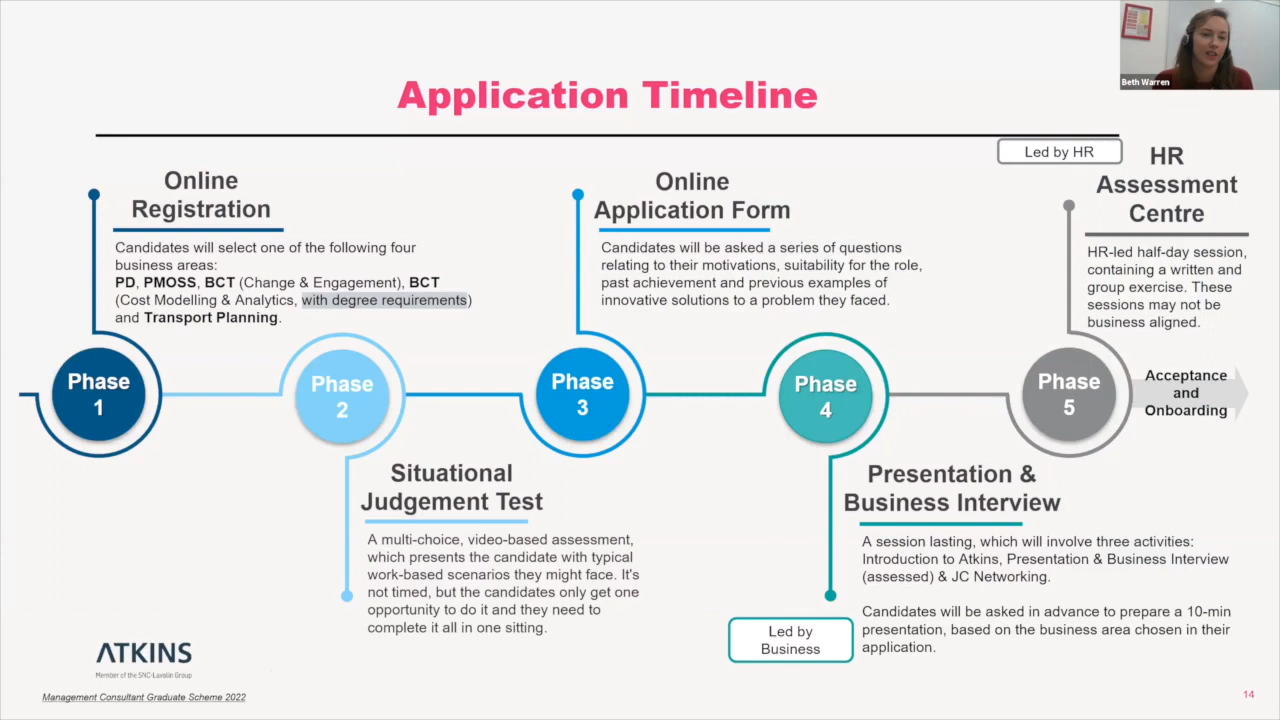 Beth Warren
Application Timeline
Online
Registration
Candidates will select one of the following four
business areas:
PD, PMOSS, BCT (Change & Engagement), BCT
(Cost Modelling & Analytics, with degree requirements)
and Transport Planning.
Online
Application Form
Candidates will be asked a series of questions
relating to their motivations, suitability for the role,
past achievement and previous examples of
innovative solutions to a problem they faced.
Led by HR
HR
Assessment
Centre
HR-led half-day session,
containing a written and
group exercise. These
sessions may not be
business aligned.
Phase
1
Phase
2
Phase
3
Phase
4
Phase
5
Acceptance
and
Onboarding
Situational
Judgement Test
A multi-choice, video-based assessment,
which presents the candidate with typical
work-based scenarios they might face. It's
not timed, but the candidates only get one
opportunity to do it and they need to
complete it all in one sitting.
Presentation &
Business Interview
A session lasting, which will involve three activities:
Introduction to Atkins, Presentation & Business Interview
(assessed) & JC Networking.
Candidates will be asked in advance to prepare a 10-min
presentation, based on the business area chosen in their
application.
Led by
Business
ATKINS
Member of the SNC-Lavalin Group
Management Consultant Graduate Scheme 2022
14